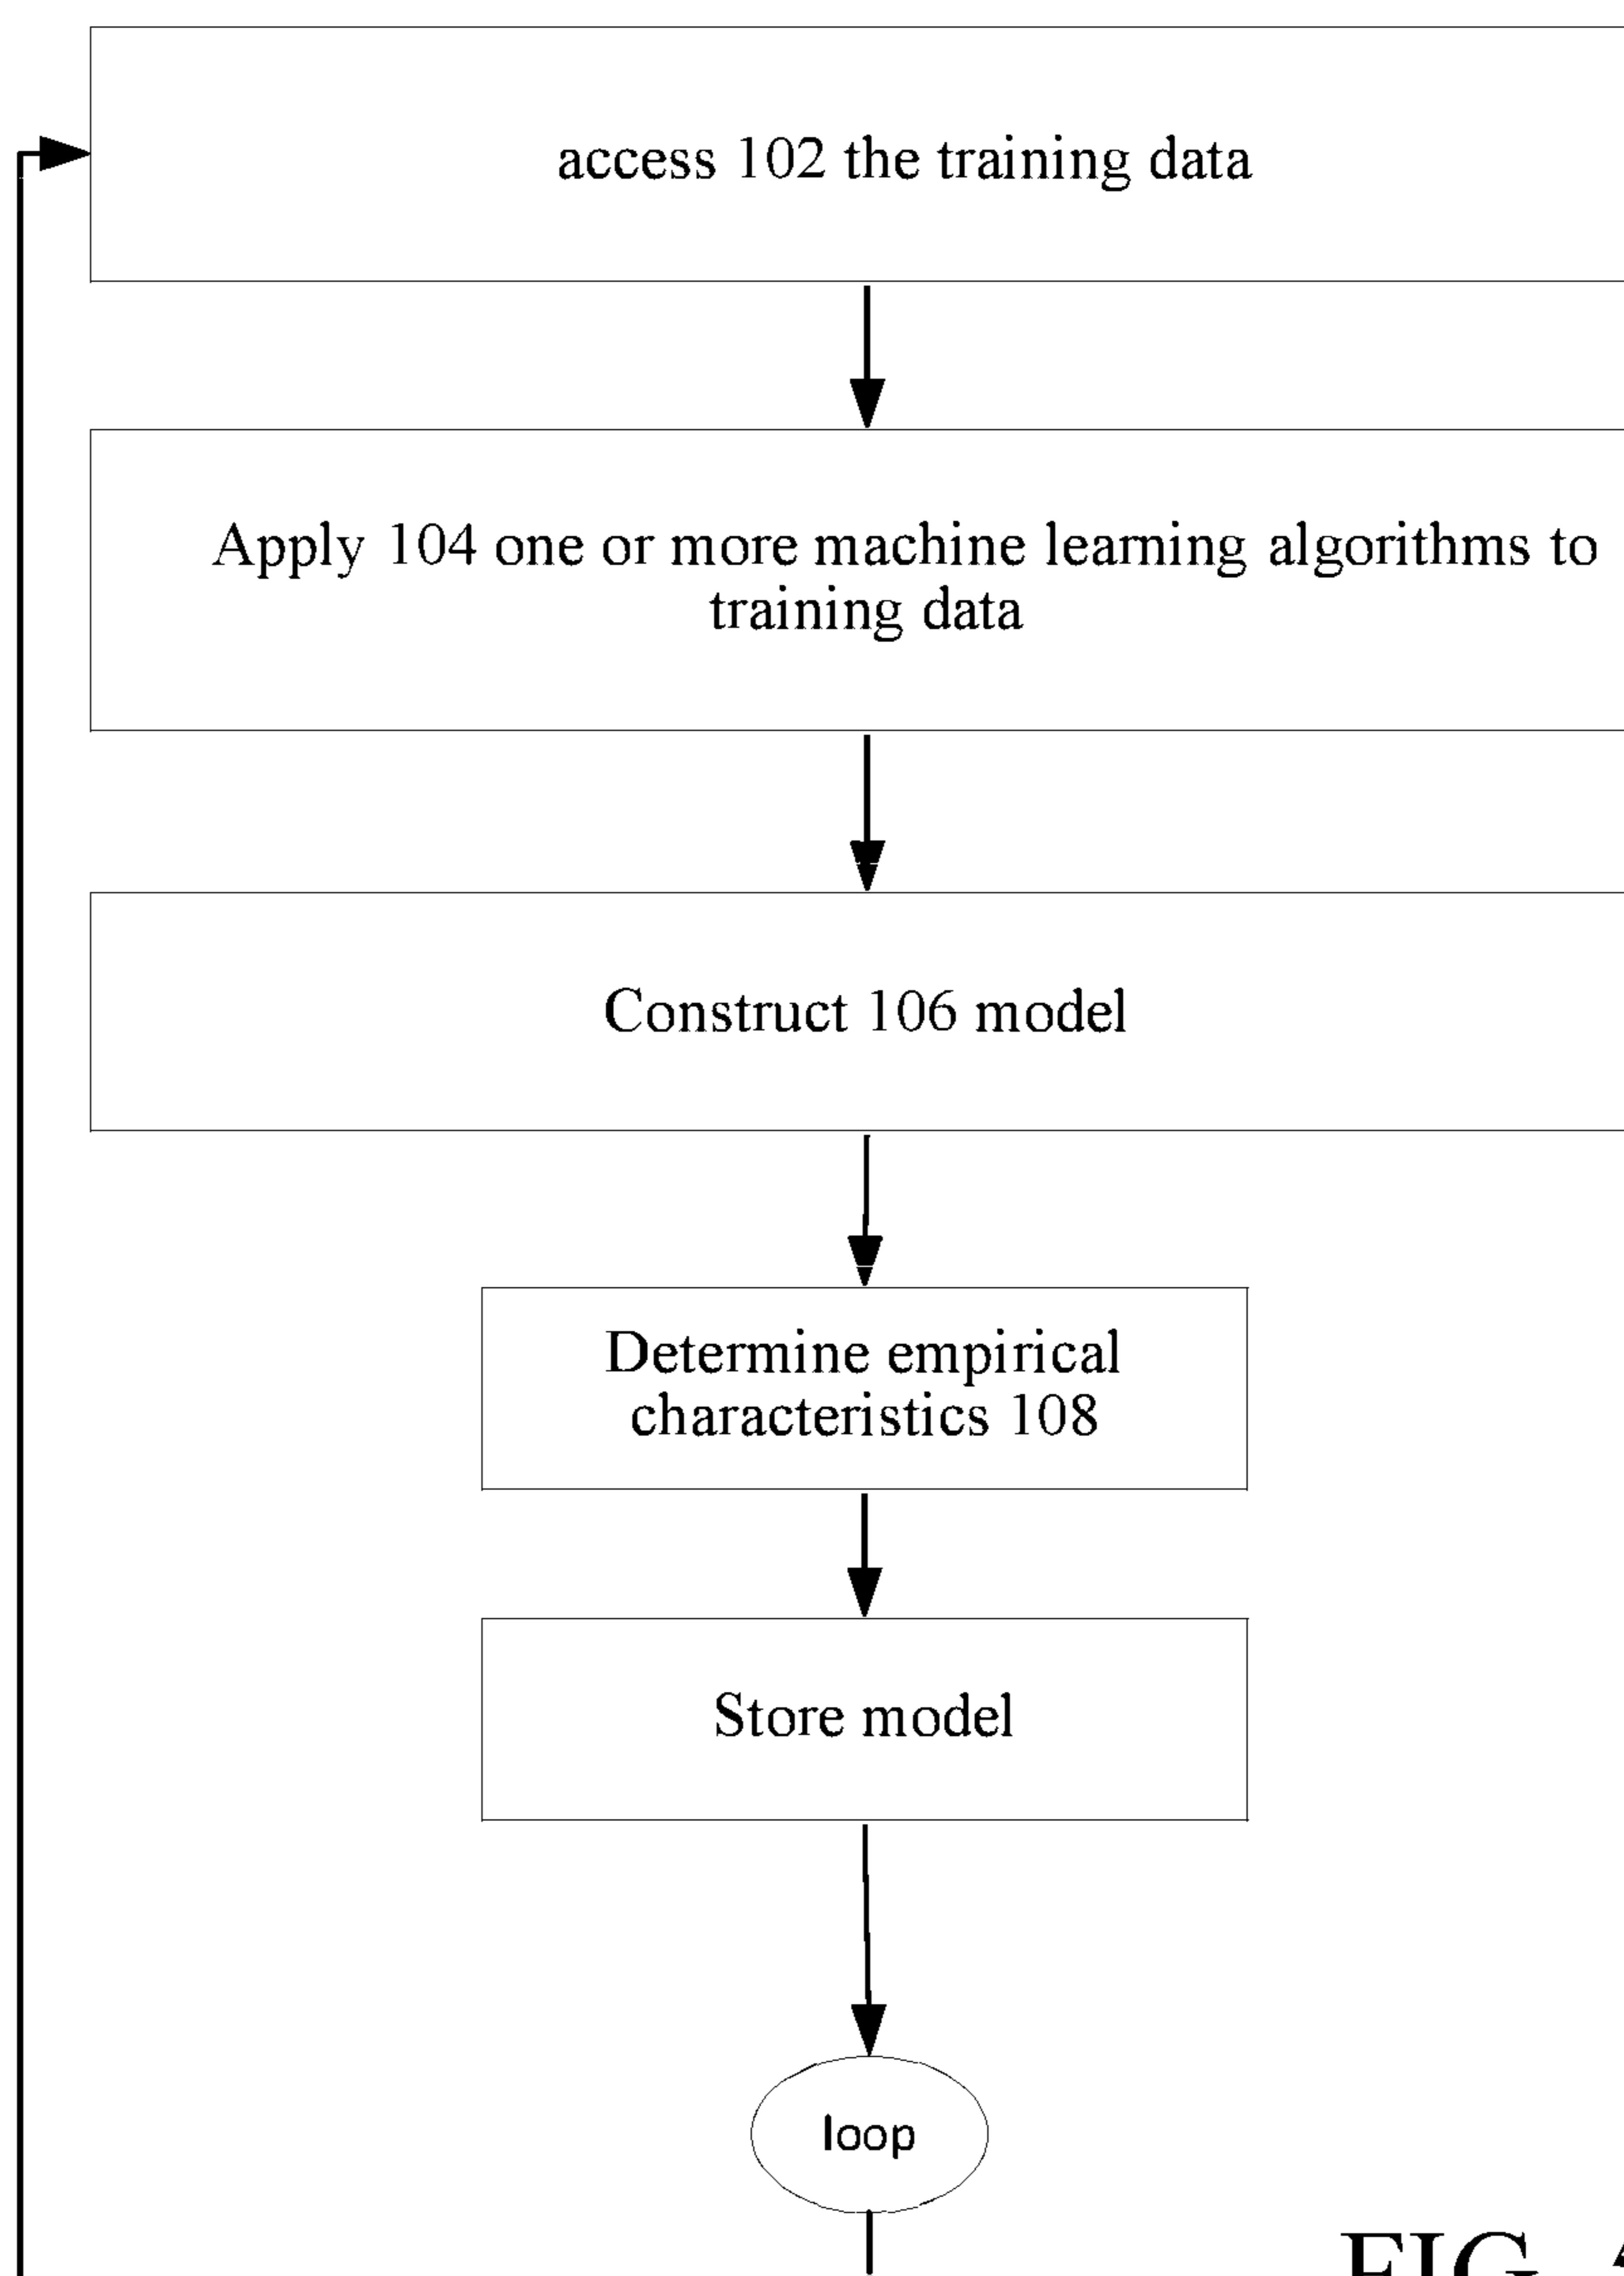 access 102 the training data
Apply 104 one or more machine learning algorithms to
training data
Construct 106 model
Determine empirical
characteristics 108
Store model
loop
FIG